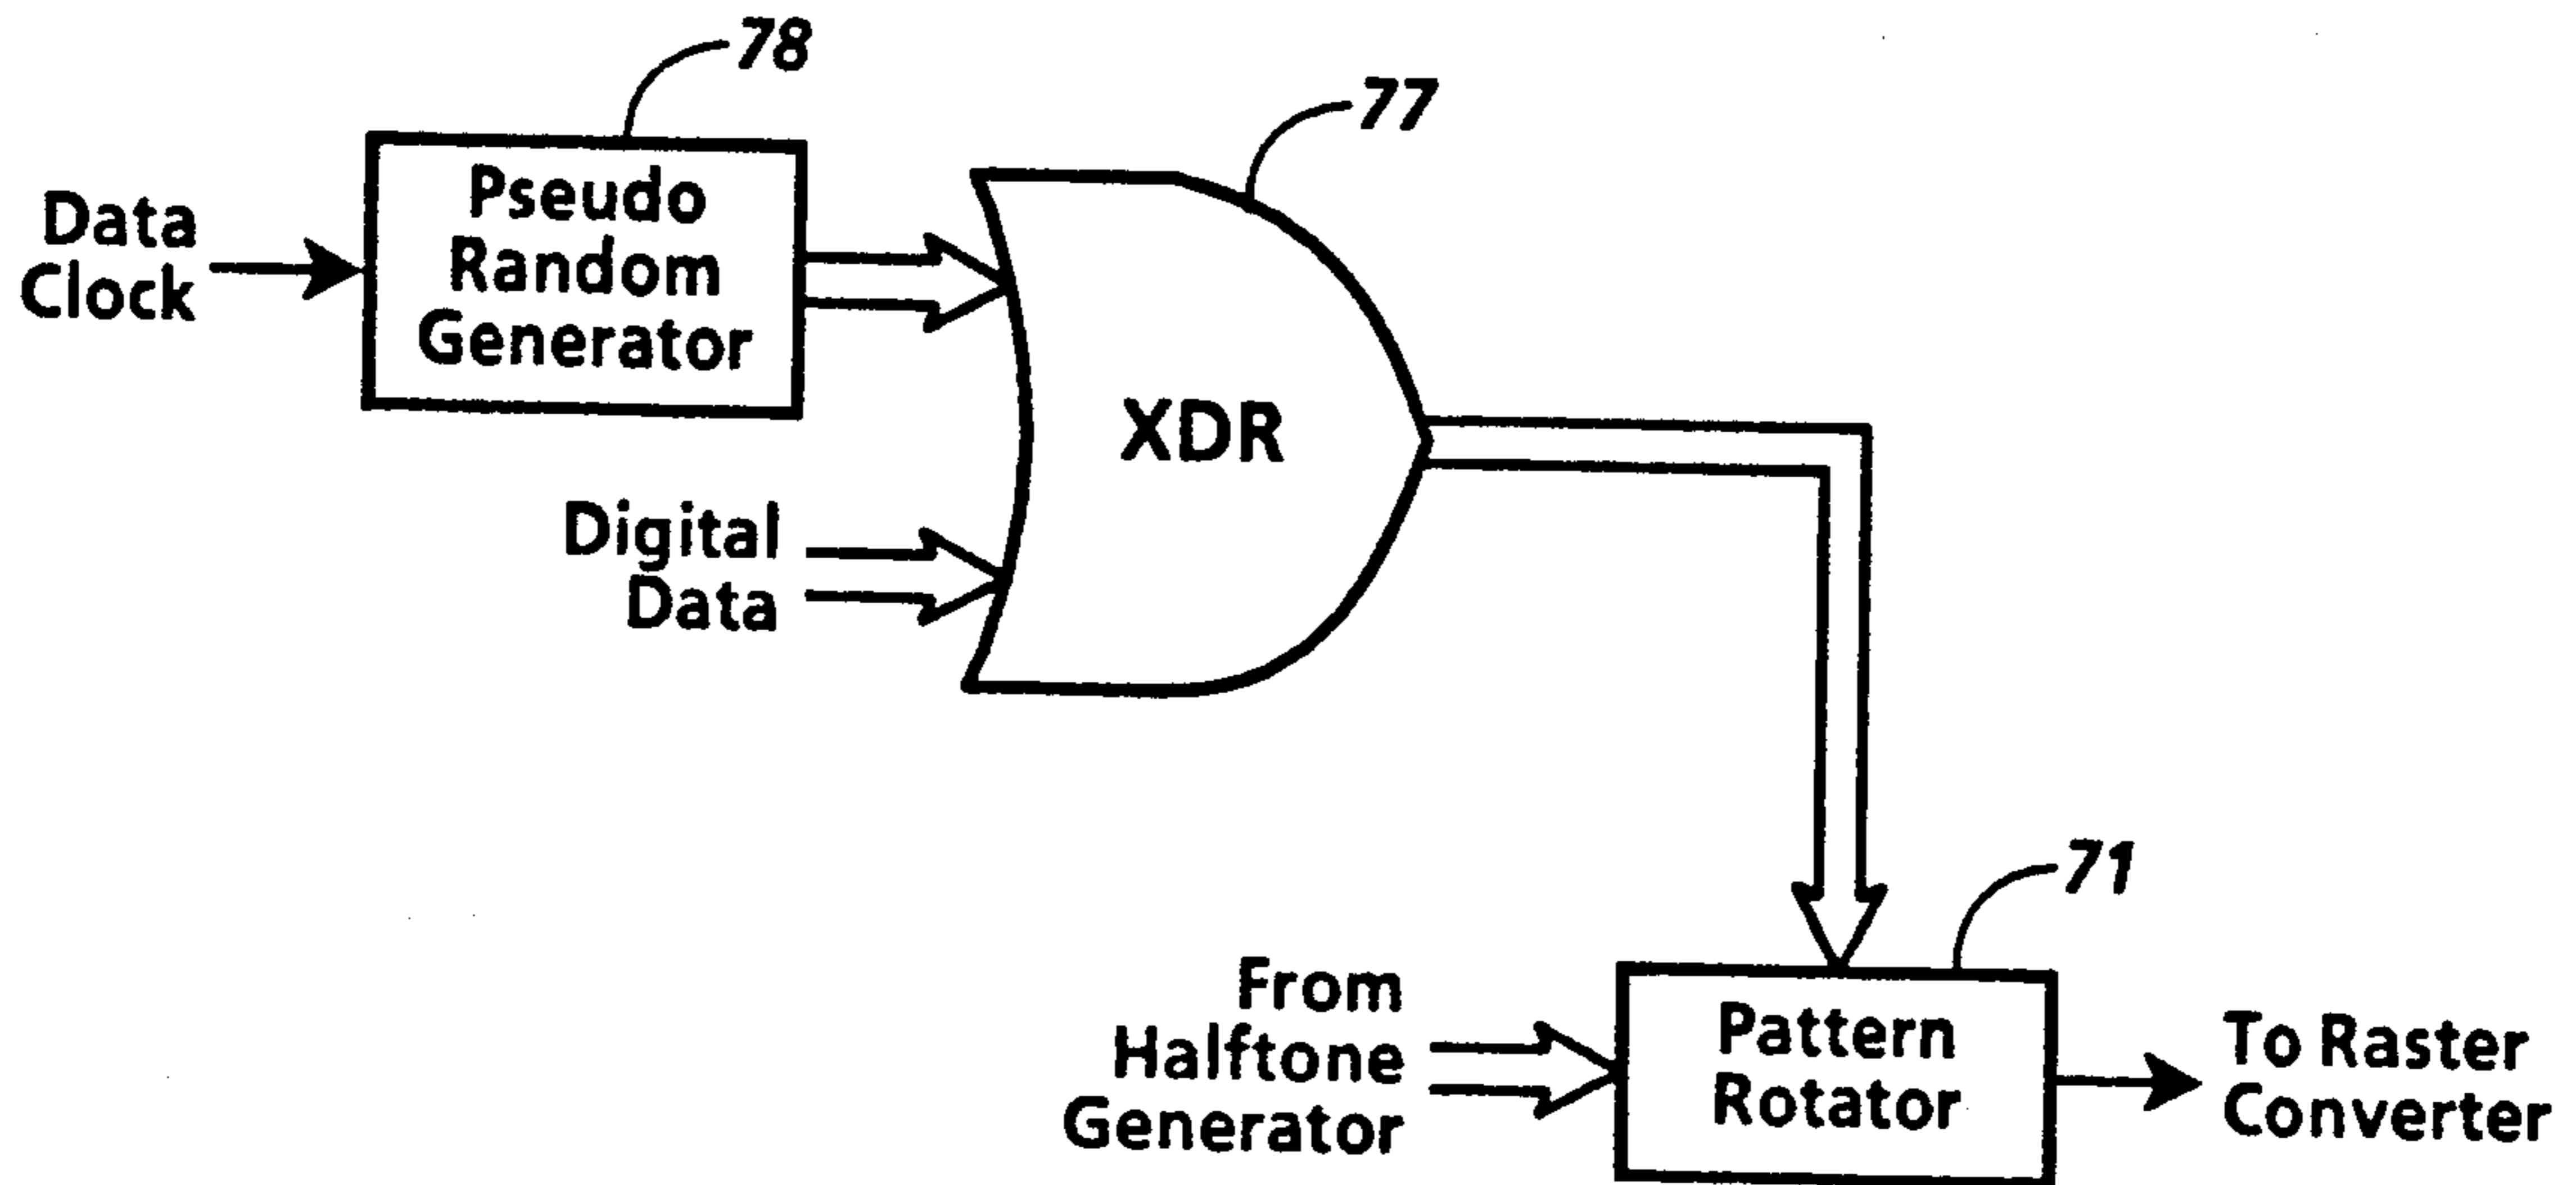 78
77
Pseudo
Random
Generator
Data
Clock
XDR
Digital
Data
71
From
Halftone
Generator
Pattern
Rotator
To Raster
Converter